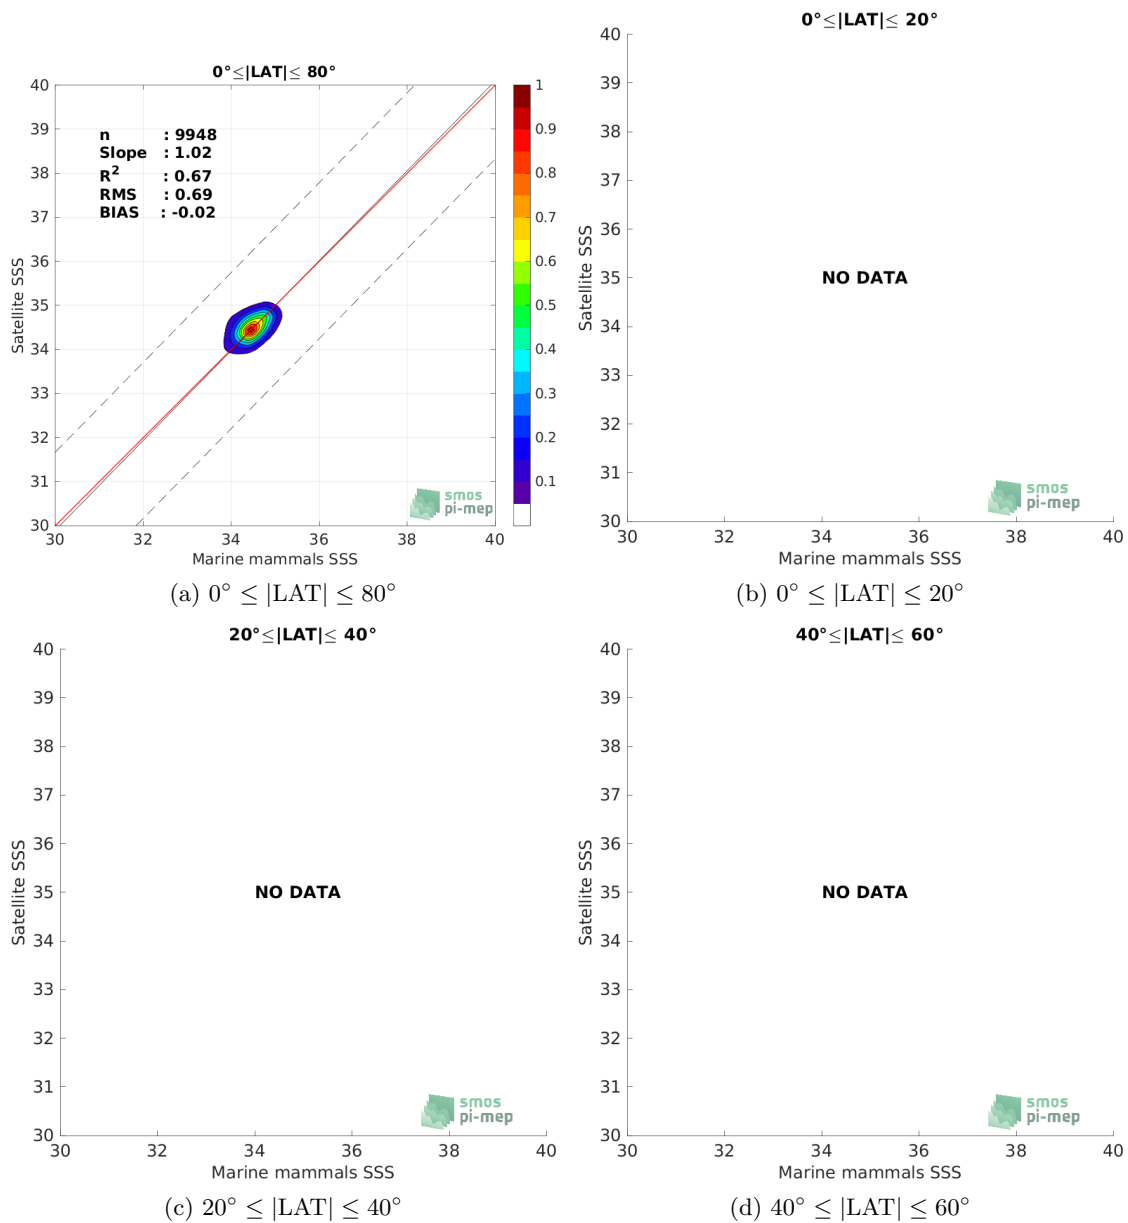 0°≤|LAT|≤ 80°
40
39
38
37
36
35
34
33
32
31
30
Satellite SSS
n : 9948
Slope : 1.02
R² : 0.67
RMS : 0.69
BIAS : -0.02
smos
pi-mep
30 32 34 36 38 40
Marine mammals SSS
1
0.9
0.8
0.7
0.6
0.5
0.4
0.3
0.2
0.1
(a) 0° ≤ |LAT| ≤ 80°
0°≤|LAT|≤ 20°
40
39
38
37
36
35
34
33
32
31
30
Satellite SSS
NO DATA
smos
pi-mep
30 32 34 36 38 40
Marine mammals SSS
(b) 0° ≤ |LAT| ≤ 20°
20°≤|LAT|≤ 40°
40
39
38
37
36
35
34
33
32
31
30
Satellite SSS
NO DATA
smos
pi-mep
30 32 34 36 38 40
Marine mammals SSS
(c) 20° ≤ |LAT| ≤ 40°
40°≤|LAT|≤ 60°
40
39
38
37
36
35
34
33
32
31
30
Satellite SSS
NO DATA
smos
pi-mep
30 32 34 36 38 40
Marine mammals SSS
(d) 40° ≤ |LAT| ≤ 60°